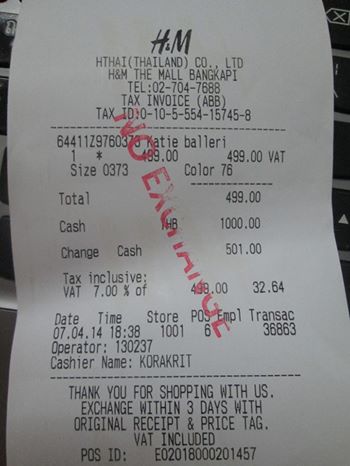 H&M
HTHAI(THAILAND) CO., LTD
H&M THE MALL BANGKAPI
TEL:02-704-7688
TAX INVOICE (ABB)
TAX ID:0-10-5-554-15745-8
64411Z9760373 Katie balleri
1 * 499.00 499.00 VAT
Size 0373 Color 76
Total 499.00
Cash THB 1000.00
Change Cash 501.00
Tax inclusive;
VAT 7.00 % of 499.00 32.64
Date Time Store POS Empl Transac
07.04.14 18:38 1001 6 36863
Operator: 130237
Cashier Name: KORAKRIT
THANK YOU FOR SHOPPING WITH US.
EXCHANGE WITHIN 3 DAYS WITH
ORIGINAL RECEIPT & PRICE TAG.
VAT INCLUDED
POS ID: E02018000201457
NO EXCHANGE